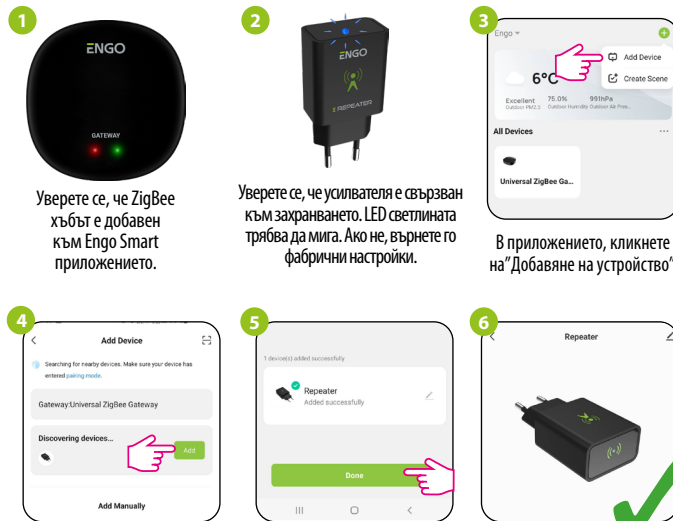 1
ENGO
GATEWAY
Уверете се, че ZigBee
хъбът е добавен
към Engo Smart
приложението.
2
ENGO
REPEATER
Уверете се, че усилвателя е свързван
към захранването. LED светлината
трябва да мига. Ако не, върнете го
фабрични настройки.
3
Engo
Add Device
Create Scene
6°C
Excellent 75.0% 991hPa
Outdoor PM2.5 Outdoor Humidity Outdoor Air Pres...
All Devices
Universal ZigBee Ga...
В приложението, кликнете
на"Добавяне на устройство"
4
Add Device
Searching for nearby devices. Make sure your device has
entered pairing mode.
Gateway:Universal ZigBee Gateway
Discovering devices...
Add
Add Manually
5
1 device(s) added successfully
Repeater
Added successfully
Done
6
Repeater